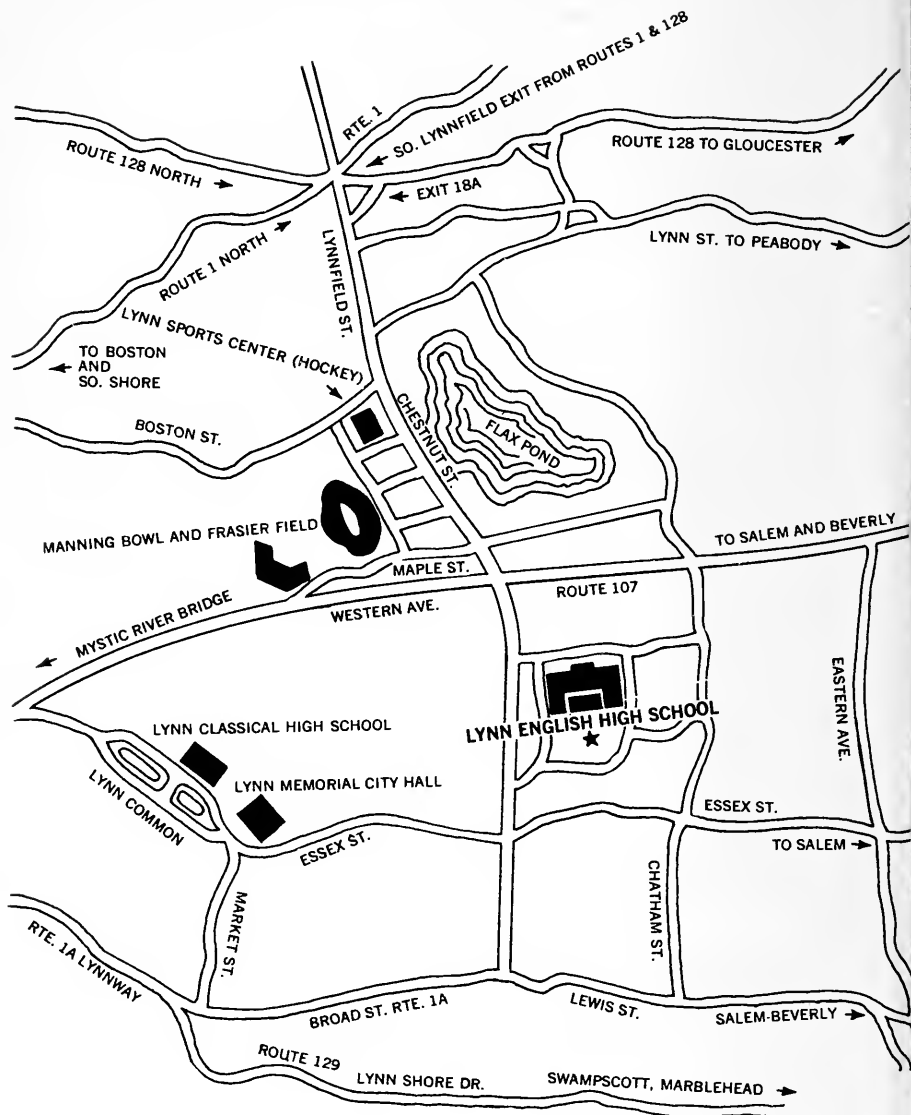 RTE. 1
SO. LYNNFIELD EXIT FROM ROUTES 1 & 128
ROUTE 128 NORTH →
ROUTE 128 TO GLOUCESTER
← EXIT 18A
LYNN ST. TO PEABODY
ROUTE 1 NORTH
LYNNFIELD ST.
LYNN SPORTS CENTER (HOCKEY)
← TO BOSTON
AND
SO. SHORE
BOSTON ST.
CHESTNUT ST.
FLAX POND
MANNING BOWL AND FRASIER FIELD
TO SALEM AND BEVERLY
MAPLE ST.
ROUTE 107
WESTERN AVE.
MYSTIC RIVER BRIDGE
EASTERN AVE.
LYNN ENGLISH HIGH SCHOOL
LYNN CLASSICAL HIGH SCHOOL
LYNN MEMORIAL CITY HALL
LYNN COMMON
ESSEX ST.
ESSEX ST.
TO SALEM →
MARKET ST.
CHATHAM ST.
RTE. 1A LYNNWAY
BROAD ST. RTE. 1A
LEWIS ST.
SALEM-BEVERLY →
ROUTE 129
LYNN SHORE DR.
SWAMPSCOTT, MARBLEHEAD →